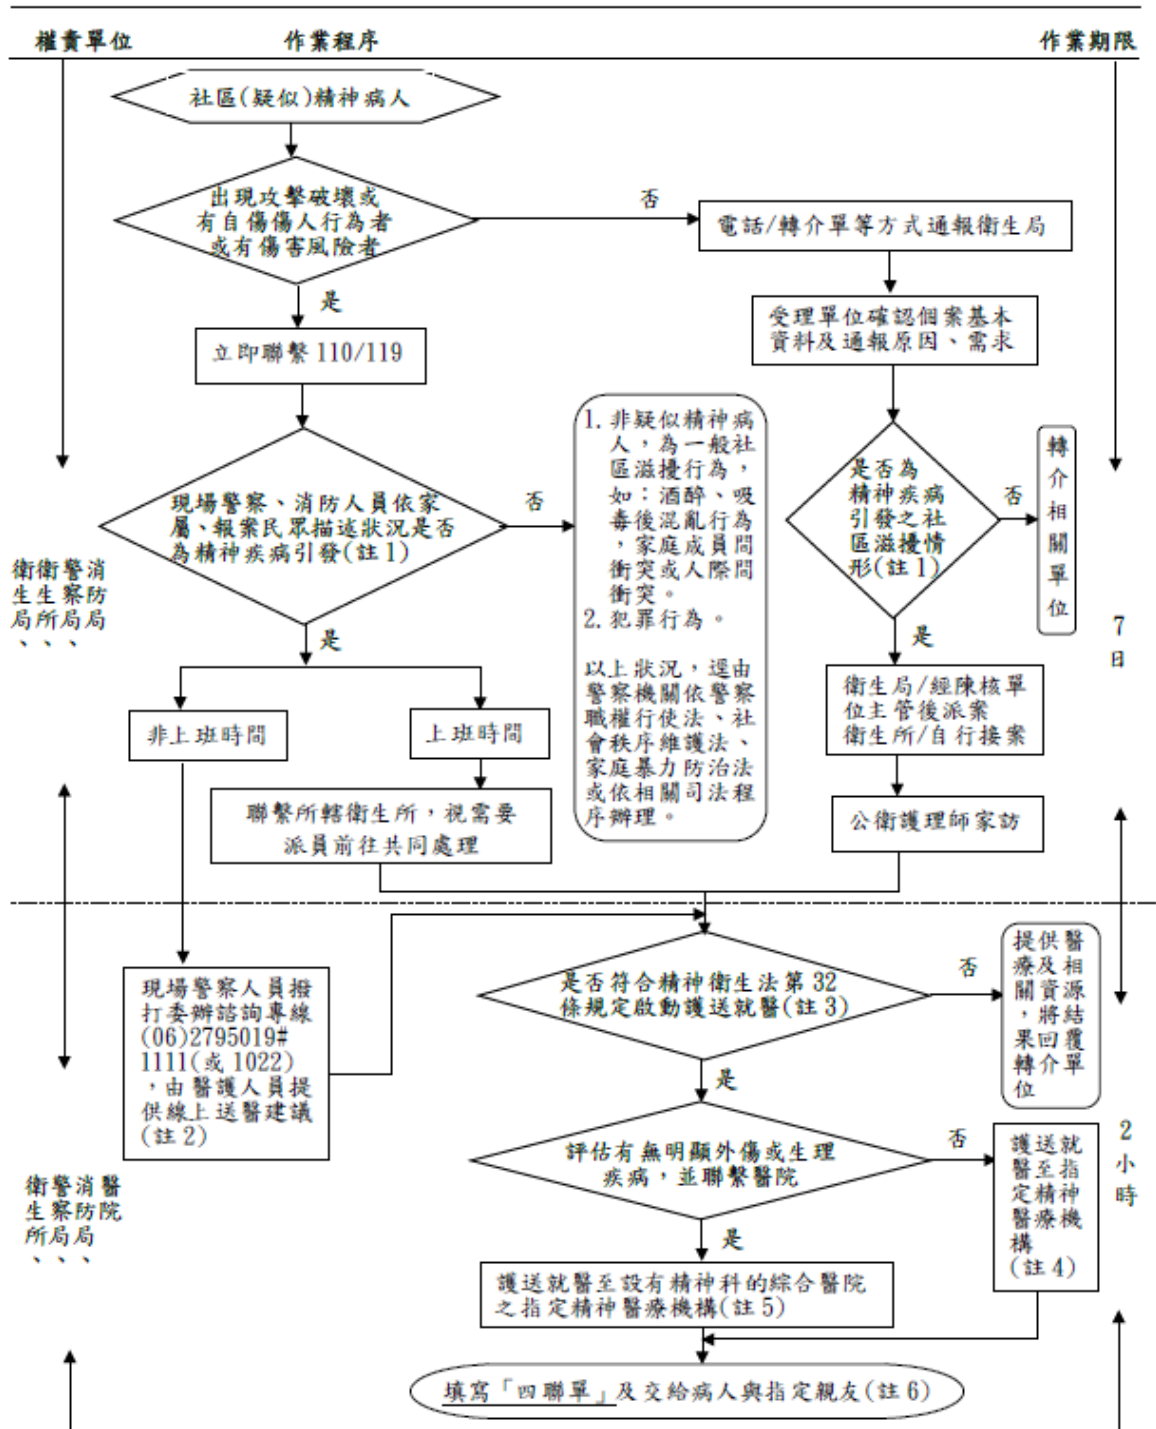 權責單位
作業程序
作業期限
社區(疑似)精神病人
出現攻擊破壞或
有自傷傷人行為者
或有傷害風險者
否
電話/轉介單等方式通報衛生局
是
受理單位確認個案基本
資料及通報原因、需求
立即聯繫 110/119
現場警察、消防人員依家
屬、報案民眾描述狀況是否
為精神疾病引發(註 1)
否
1. 非疑似精神病
人，為一般社
區滋擾行為，
如：酒醉、吸
毒後混亂行為
，家庭成員間
衝突或人際間
衝突。
2. 犯罪行為。
以上狀況，逕由
警察機關依警察
職權行使法、社
會秩序維護法、
家庭暴力防治法
或依相關司法程
序辦理。
是否為
精神疾病
引發之社
區滋擾情
形(註 1)
否
轉介相關單位
衛生局、
衛生所、
警察局、
消防局
7日
是
是
衛生局/經陳核單
位主管後派案
衛生所/自行接案
非上班時間
上班時間
聯繫所轄衛生所，視需要
派員前往共同處理
公衛護理師家訪
現場警察人員撥
打委辦諮詢專線
(06)2795019#
1111(或 1022)
，由醫護人員提
供線上送醫建議
(註 2)
是否符合精神衛生法第 32
條規定啟動護送就醫(註 3)
否
提供醫
療及相
關資源
，將結
果回覆
轉介單
位
是
評估有無明顯外傷或生理
疾病，並聯繫醫院
否
護送就
醫至指
定精神
醫療機
構
(註 4)
2小時
衛生所、
警察局、
消防局、
醫院
是
護送就醫至設有精神科的綜合醫院
之指定精神醫療機構(註 5)
填寫「四聯單」及交給病人與指定親友(註 6)